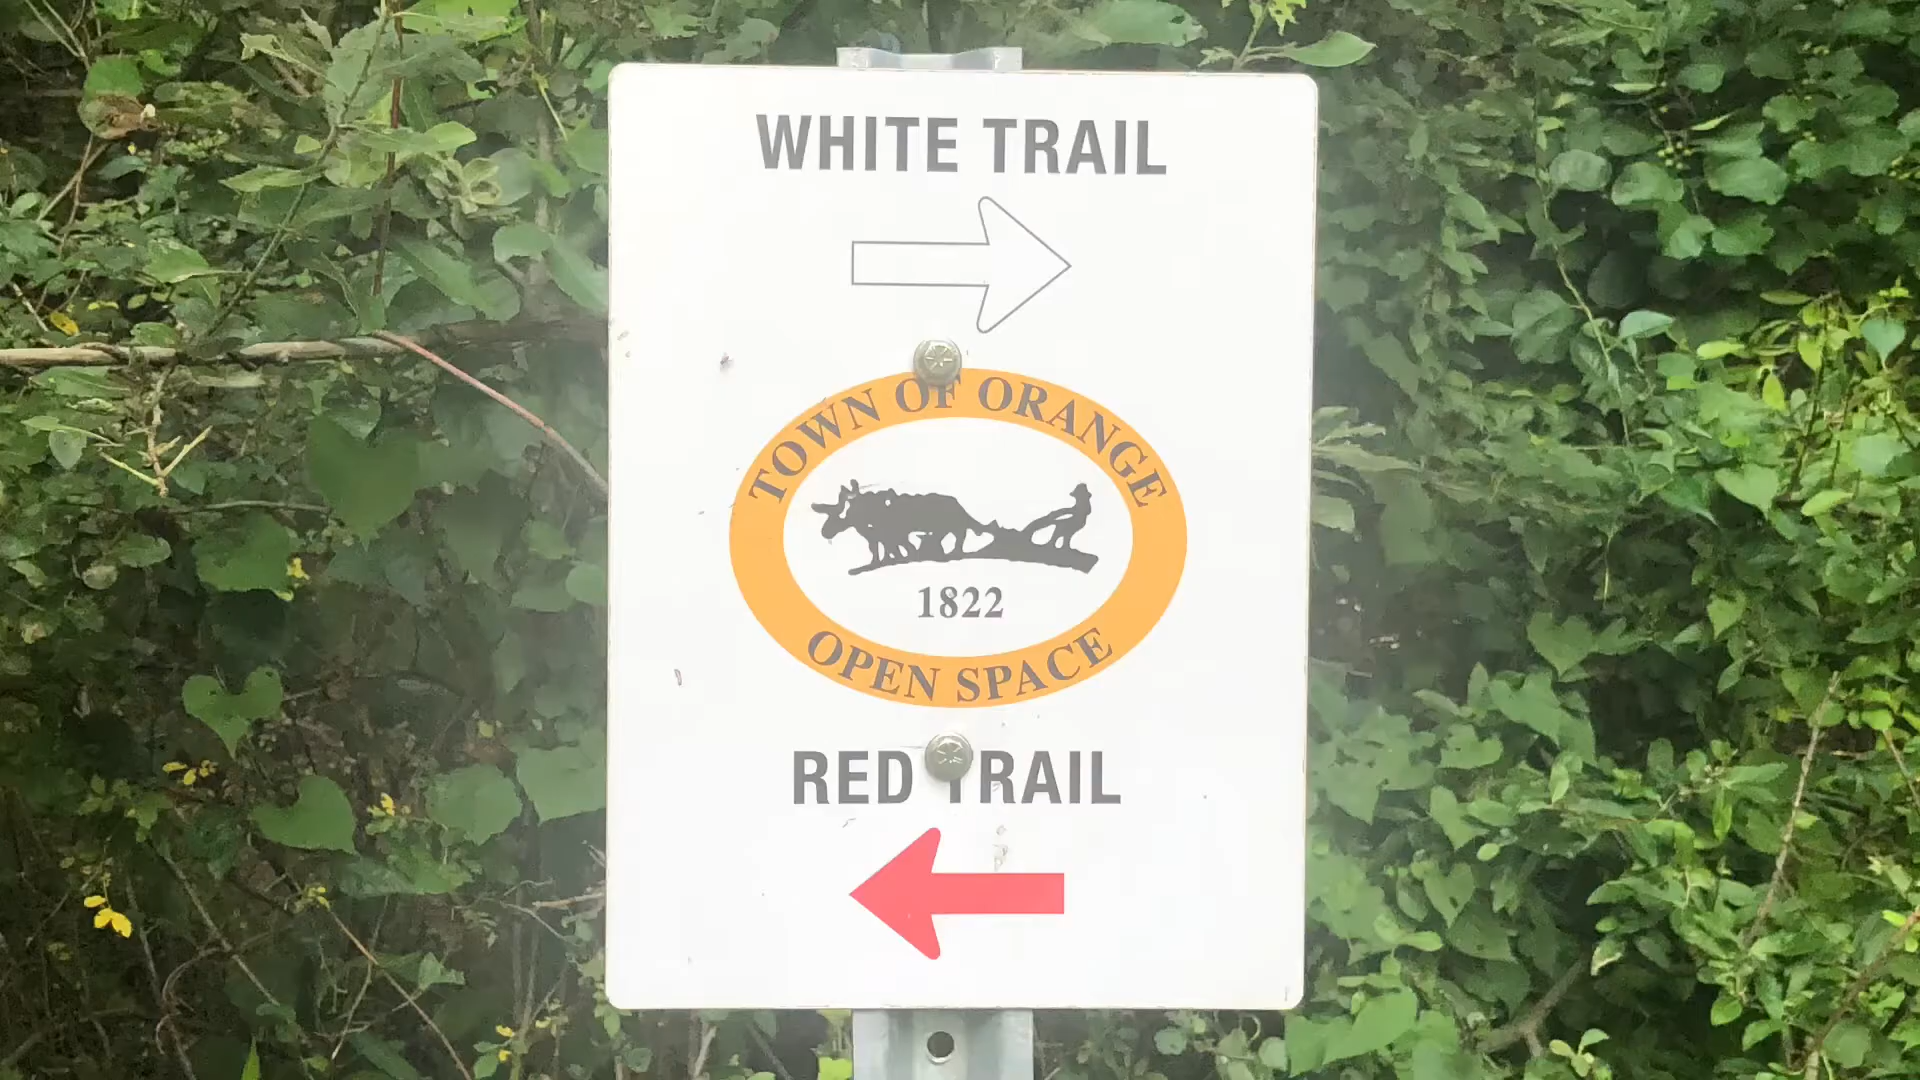 WHITE TRAIL
TOWN OF ORANGE
1822
OPEN SPACE
RED TRAIL